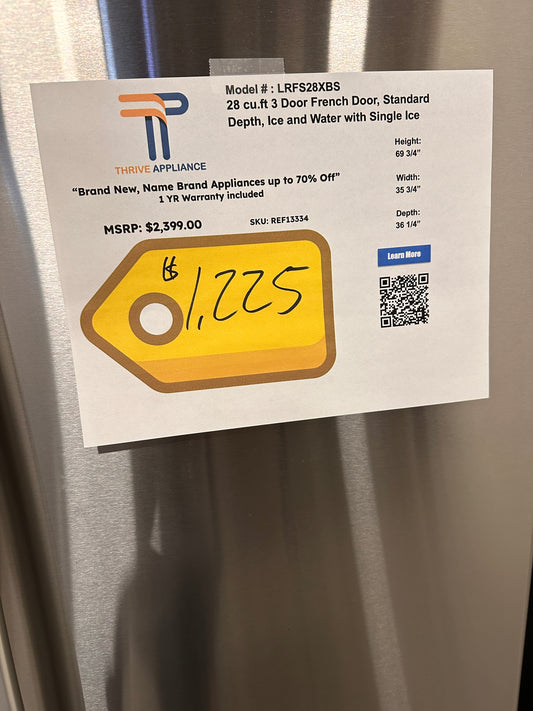 Model # : LRFS28XBS
28 cu.ft 3 Door French Door, Standard
Depth, Ice and Water with Single Ice
THRIVE APPLIANCE
"Brand New, Name Brand Appliances up to 70% Off"
1 YR Warranty included
MSRP: $2,399.00
SKU: REF13334
$1,225
Height:
69 3/4"
Width:
35 3/4"
Depth:
36 1/4"
Learn More